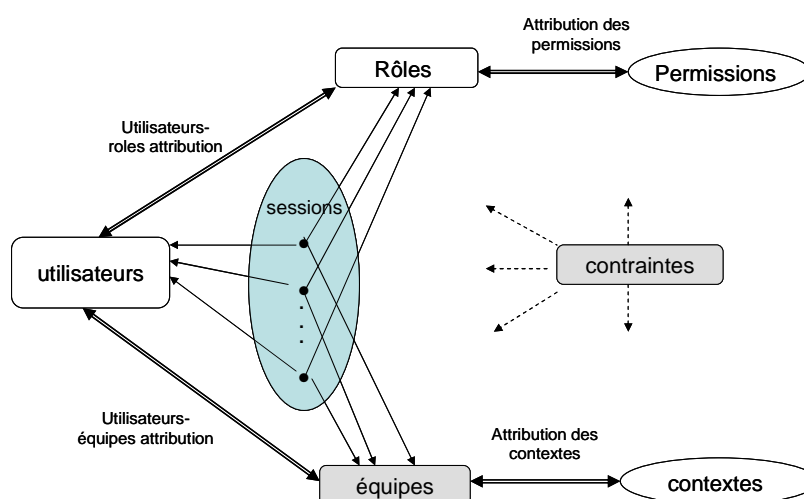 Attribution des
permissions
Rôles
Permissions
Utilisateurs-
roles attribution
sessions
utilisateurs
contraintes
Utilisateurs-
équipes attribution
Attribution des
contextes
équipes
contextes